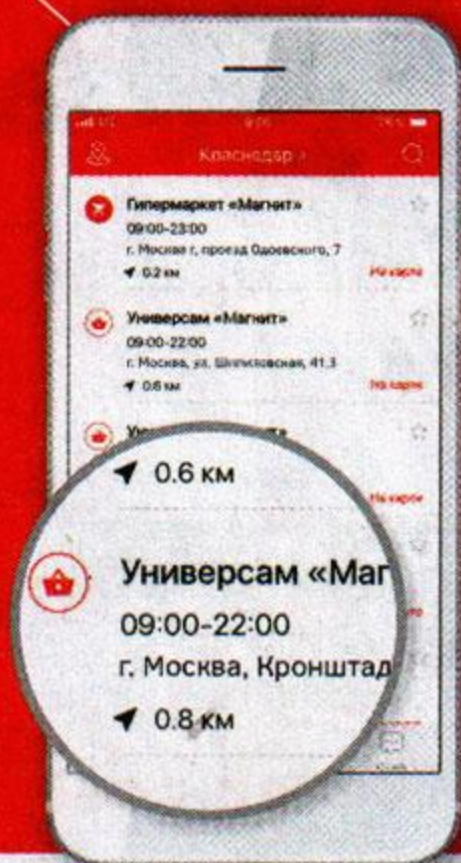 Краснодар
Гипермаркет «Магнит»
09:00-23:00
г. Москва г, проезд Одоевского, 7
0.2 км
На карте
Универсам «Магнит»
09:00-22:00
г. Москва, ул. Шипиловская, 41,3
0.6 км
На карте
На карте
0.6 км
Универсам «Маг
09:00-22:00
г. Москва, Кронштад
0.8 км